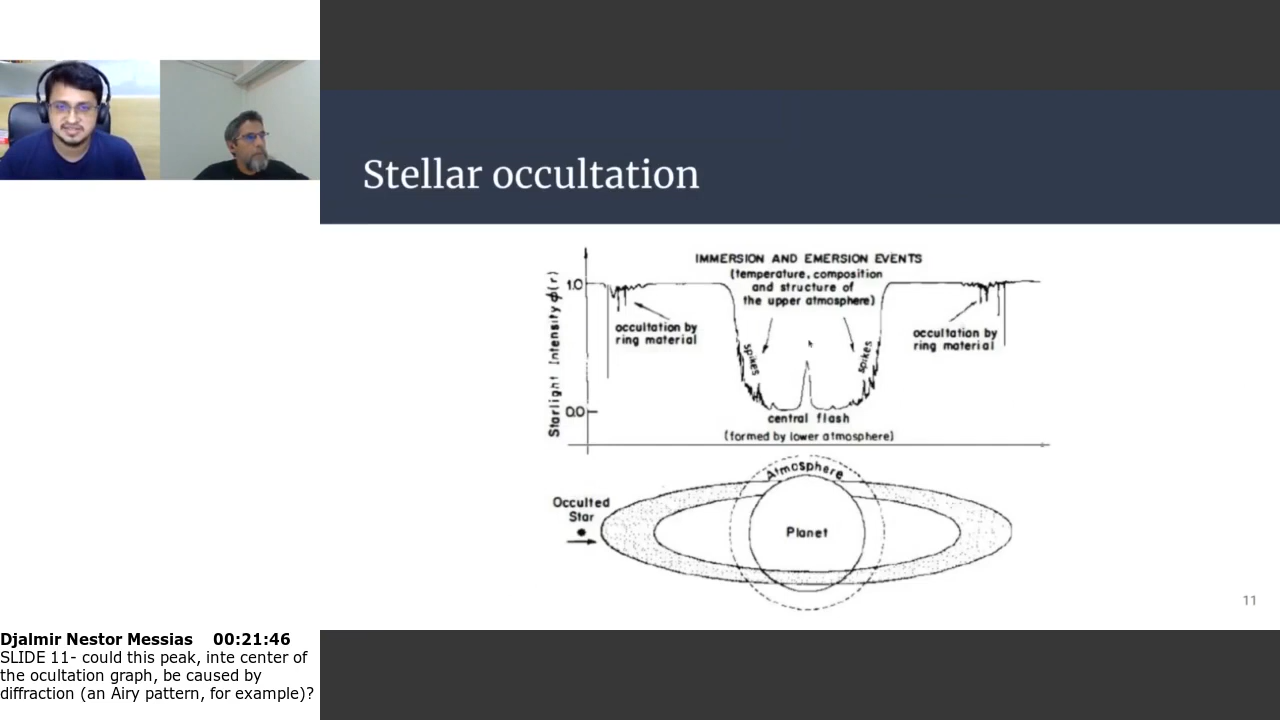 Stellar occultation
IMMERSION AND EMERSION EVENTS
(temperature, composition
and structure of
the upper atmosphere)
Starlight Intensity ϕ(r)
1.0
0.0
occultation by
ring material
spikes
spikes
occultation by
ring material
central flash
(formed by lower atmosphere)
Atmosphere
Occulted
Star
Planet
11
Djalmir Nestor Messias 00:21:46
SLIDE 11- could this peak, inte center of
the ocultation graph, be caused by
diffraction (an Airy pattern, for example)?